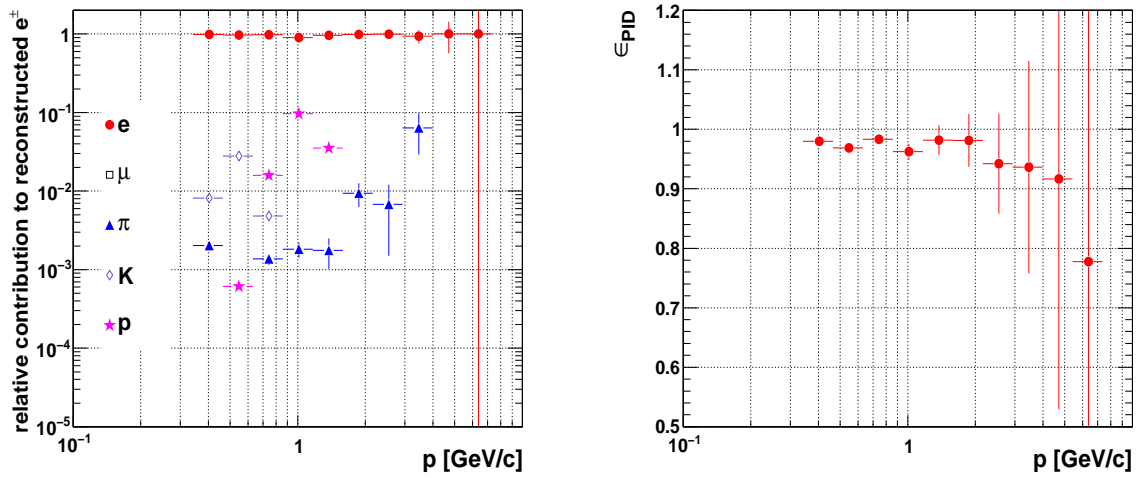 relative contribution to reconstructed e±
1
10⁻¹
10⁻²
10⁻³
10⁻⁴
10⁻⁵
e
μ
π
K
p
10⁻¹
1
p [GeV/c]
∈PID
1.2
1.1
1
0.9
0.8
0.7
0.6
0.5
10⁻¹
1
p [GeV/c]